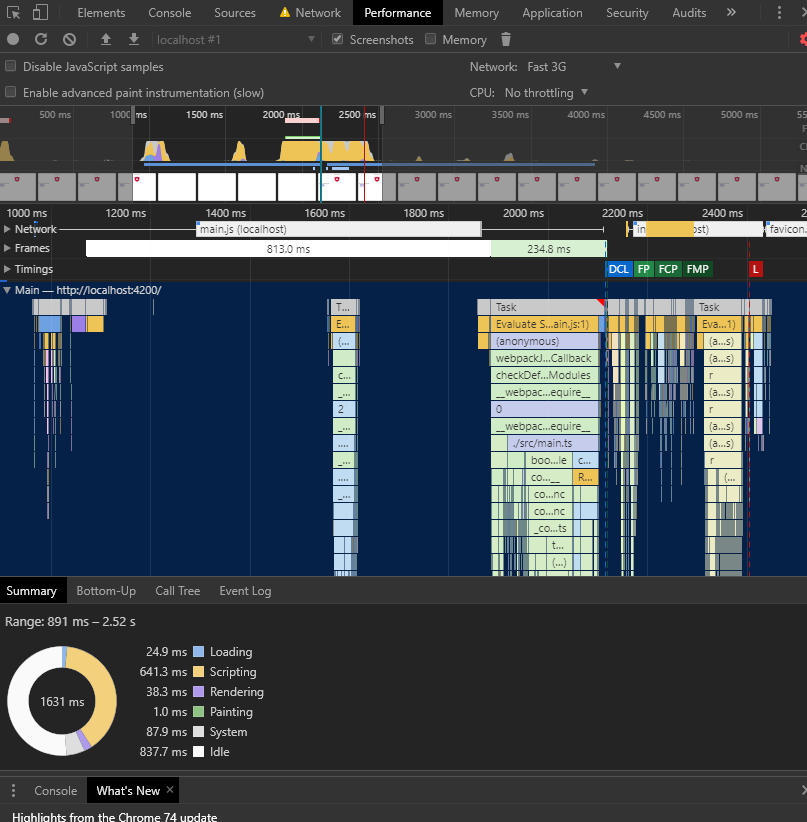 Elements Console Sources Network Performance Memory Application Security Audits »
localhost #1 Screenshots Memory
Disable JavaScript samples Network: Fast 3G
Enable advanced paint instrumentation (slow) CPU: No throttling
500 ms 1000 ms 1500 ms 2000 ms 2500 ms 3000 ms 3500 ms 4000 ms 4500 ms 5000 ms
1000 ms 1200 ms 1400 ms 1600 ms 1800 ms 2000 ms 2200 ms 2400 ms
Network main.js (localhost) in st) favicon.
Frames 813.0 ms 234.8 ms
Timings DCL FP FCP FMP L
Main — http://localhost:4200/
T... Task Task
E... Evaluate S...ain.js:1) Eva...1)
(... (anonymous) (a...s)
webpackJ...Callback (a...s)
c... checkDef...Modules r
_... __webpac...equire__ (a...s)
2 0 r
_... __webpac...equire__ (a...s)
.... ./src/main.ts (a...s)
_... boo...le c... r
.... co...__ R... (...
_... co...nc
co...nc
_co...ts
t...
(...)
Summary Bottom-Up Call Tree Event Log
Range: 891 ms – 2.52 s
24.9 ms Loading
641.3 ms Scripting
38.3 ms Rendering
1631 ms
1.0 ms Painting
87.9 ms System
837.7 ms Idle
Console What's New ×
Highlights from the Chrome 74 update